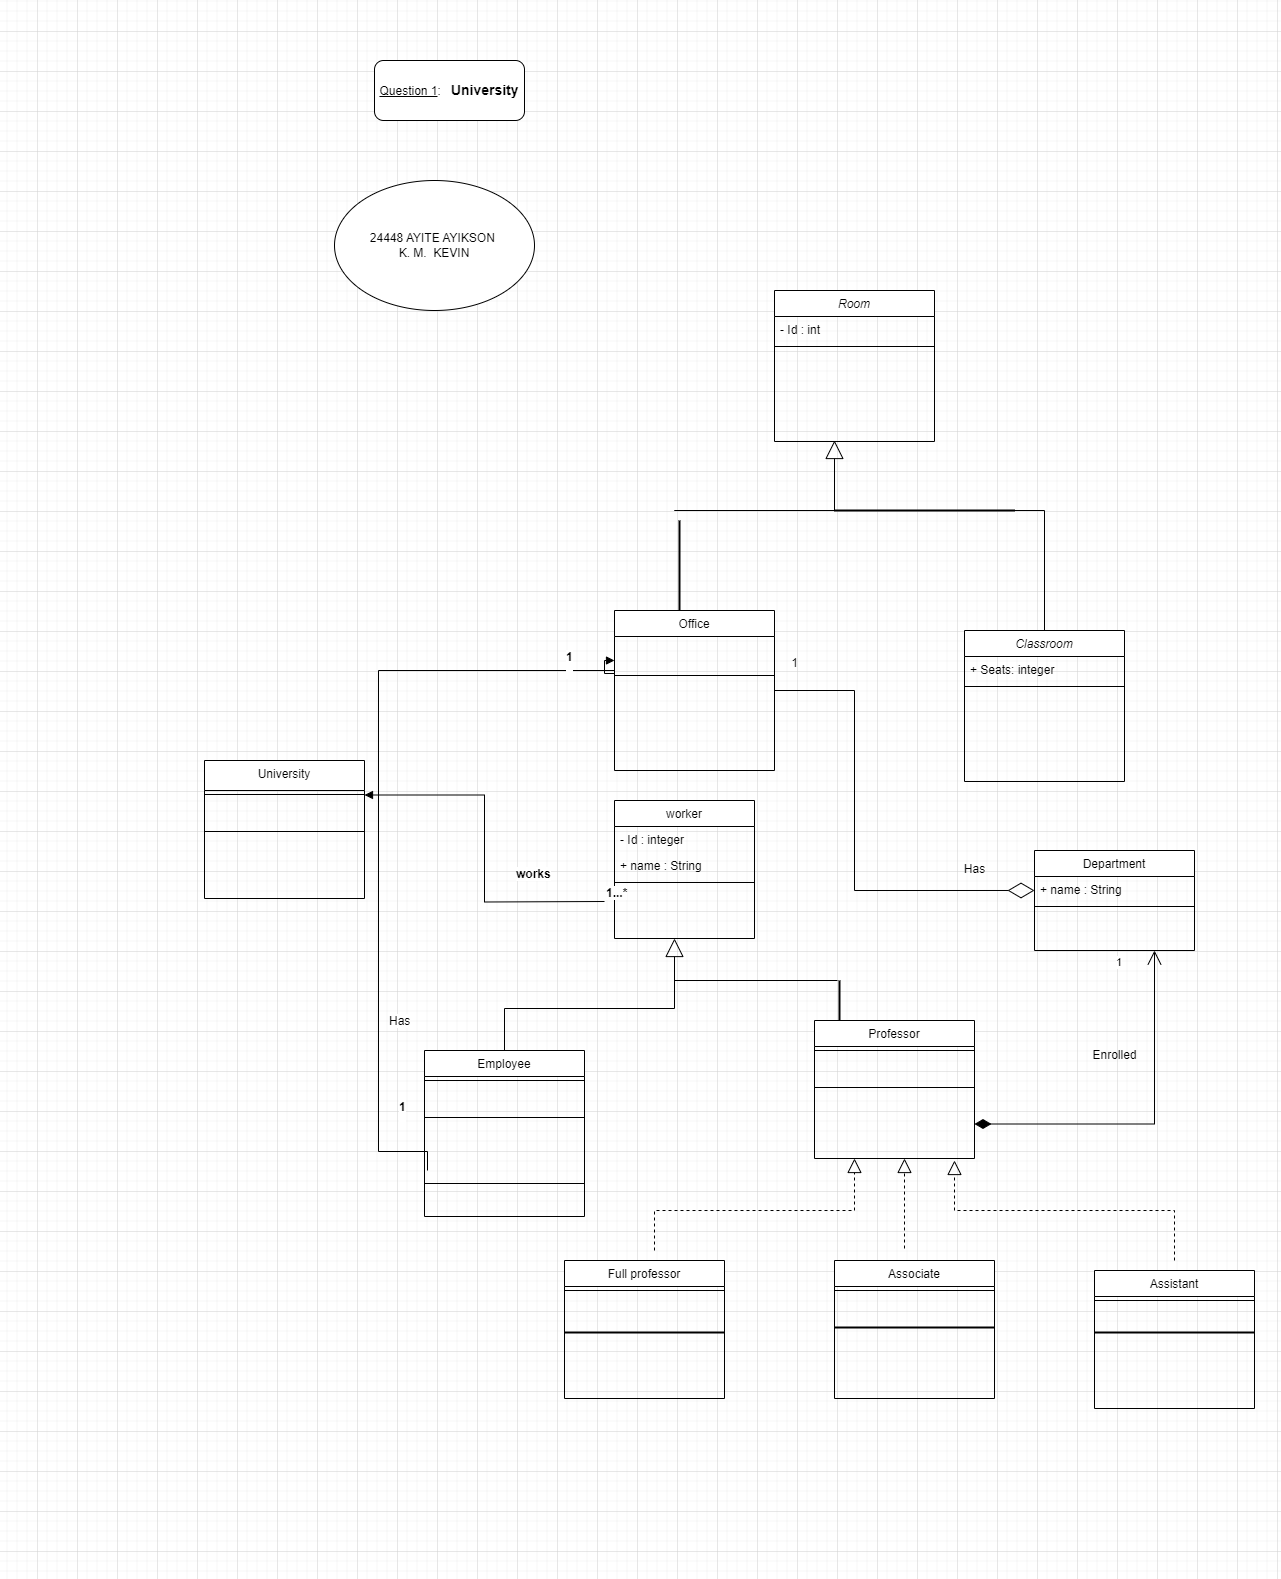 Question 1: University
24448 AYITE AYIKSON
K. M. KEVIN
Room
- Id : int
Office
1
1
Classroom
+ Seats: integer
University
worker
- Id : integer
+ name : String
works
1...*
Has
Department
+ name : String
1
Has
Professor
Enrolled
Employee
1
Full professor
Associate
Assistant